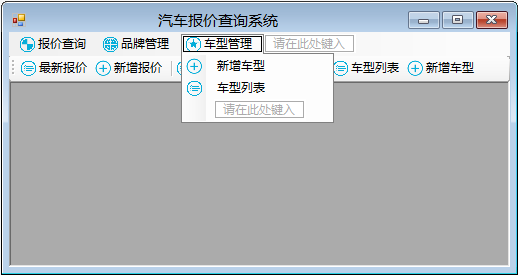 汽车报价查询系统
报价查询 品牌管理 车型管理 请在此处键入
最新报价 新增报价 车型列表 新增车型
新增车型
车型列表
请在此处键入